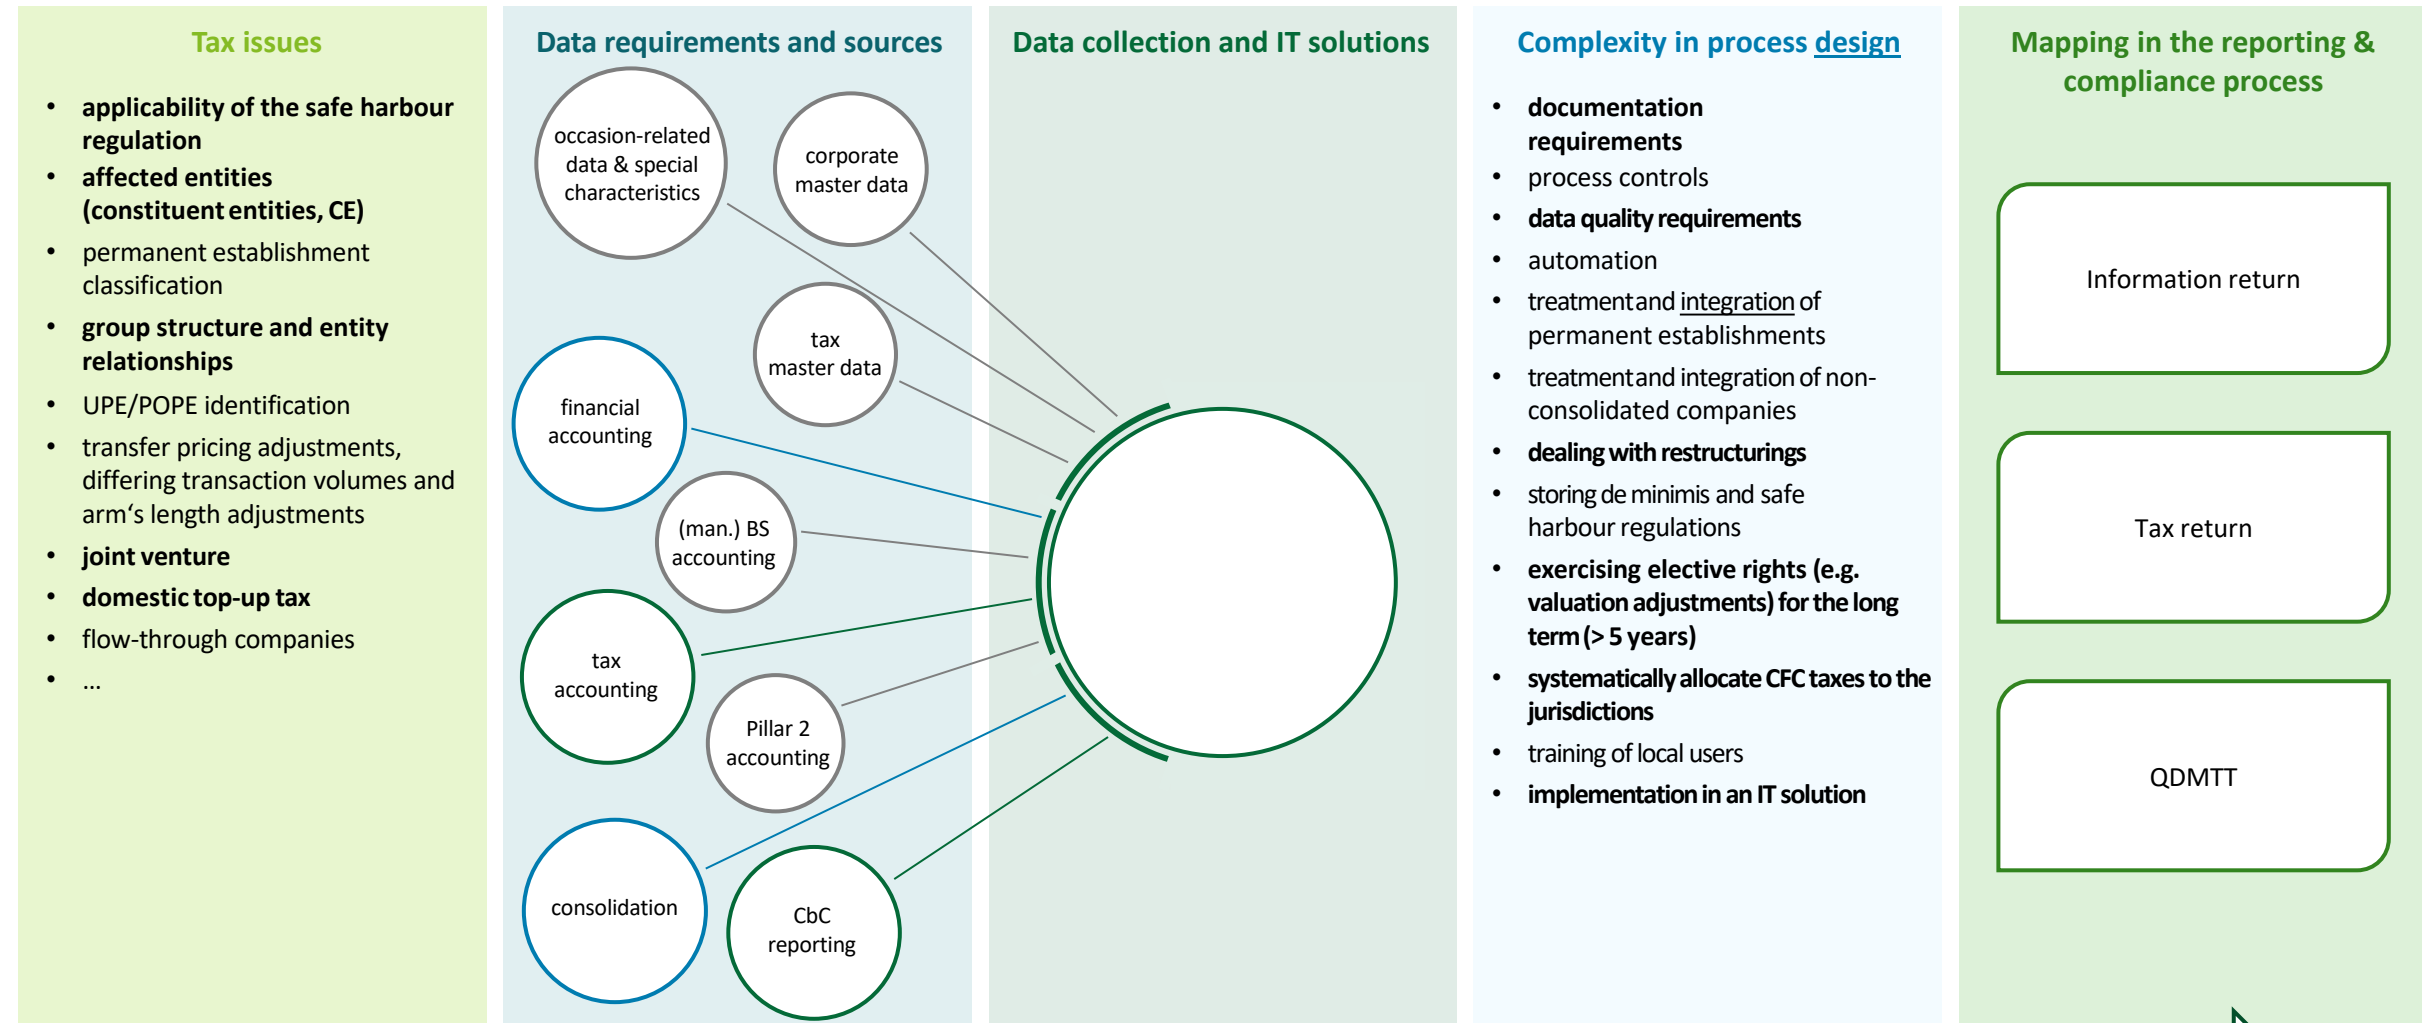 Tax issues
• applicability of the safe harbour
regulation
• affected entities
(constituent entities, CE)
• permanent establishment
classification
• group structure and entity
relationships
• UPE/POPE identification
• transfer pricing adjustments,
differing transaction volumes and
arm‘s length adjustments
• joint venture
• domestic top-up tax
• flow-through companies
• …
Data requirements and sources
occasion-related
data & special
characteristics
corporate
master data
tax
master data
financial
accounting
(man.) BS
accounting
tax
accounting
Pillar 2
accounting
consolidation
CbC
reporting
Data collection and IT solutions
Complexity in process design
• documentation
requirements
• process controls
• data quality requirements
• automation
• treatment and integration of
permanent establishments
• treatment and integration of non-
consolidated companies
• dealing with restructurings
• storing de minimis and safe
harbour regulations
• exercising elective rights (e.g.
valuation adjustments) for the long
term (> 5 years)
• systematically allocate CFC taxes to the
jurisdictions
• training of local users
• implementation in an IT solution
Mapping in the reporting &
compliance process
Information return
Tax return
QDMTT